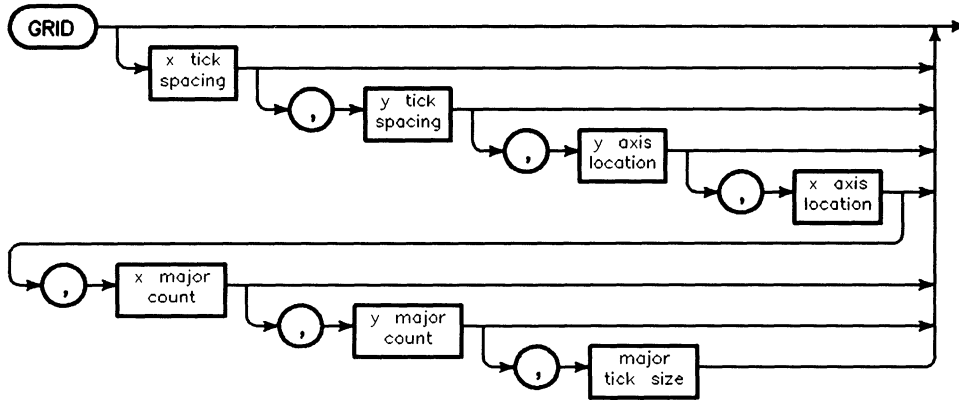 GRID
x tick
spacing
,
y tick
spacing
,
y axis
location
,
x axis
location
,
x major
count
,
y major
count
,
major
tick size